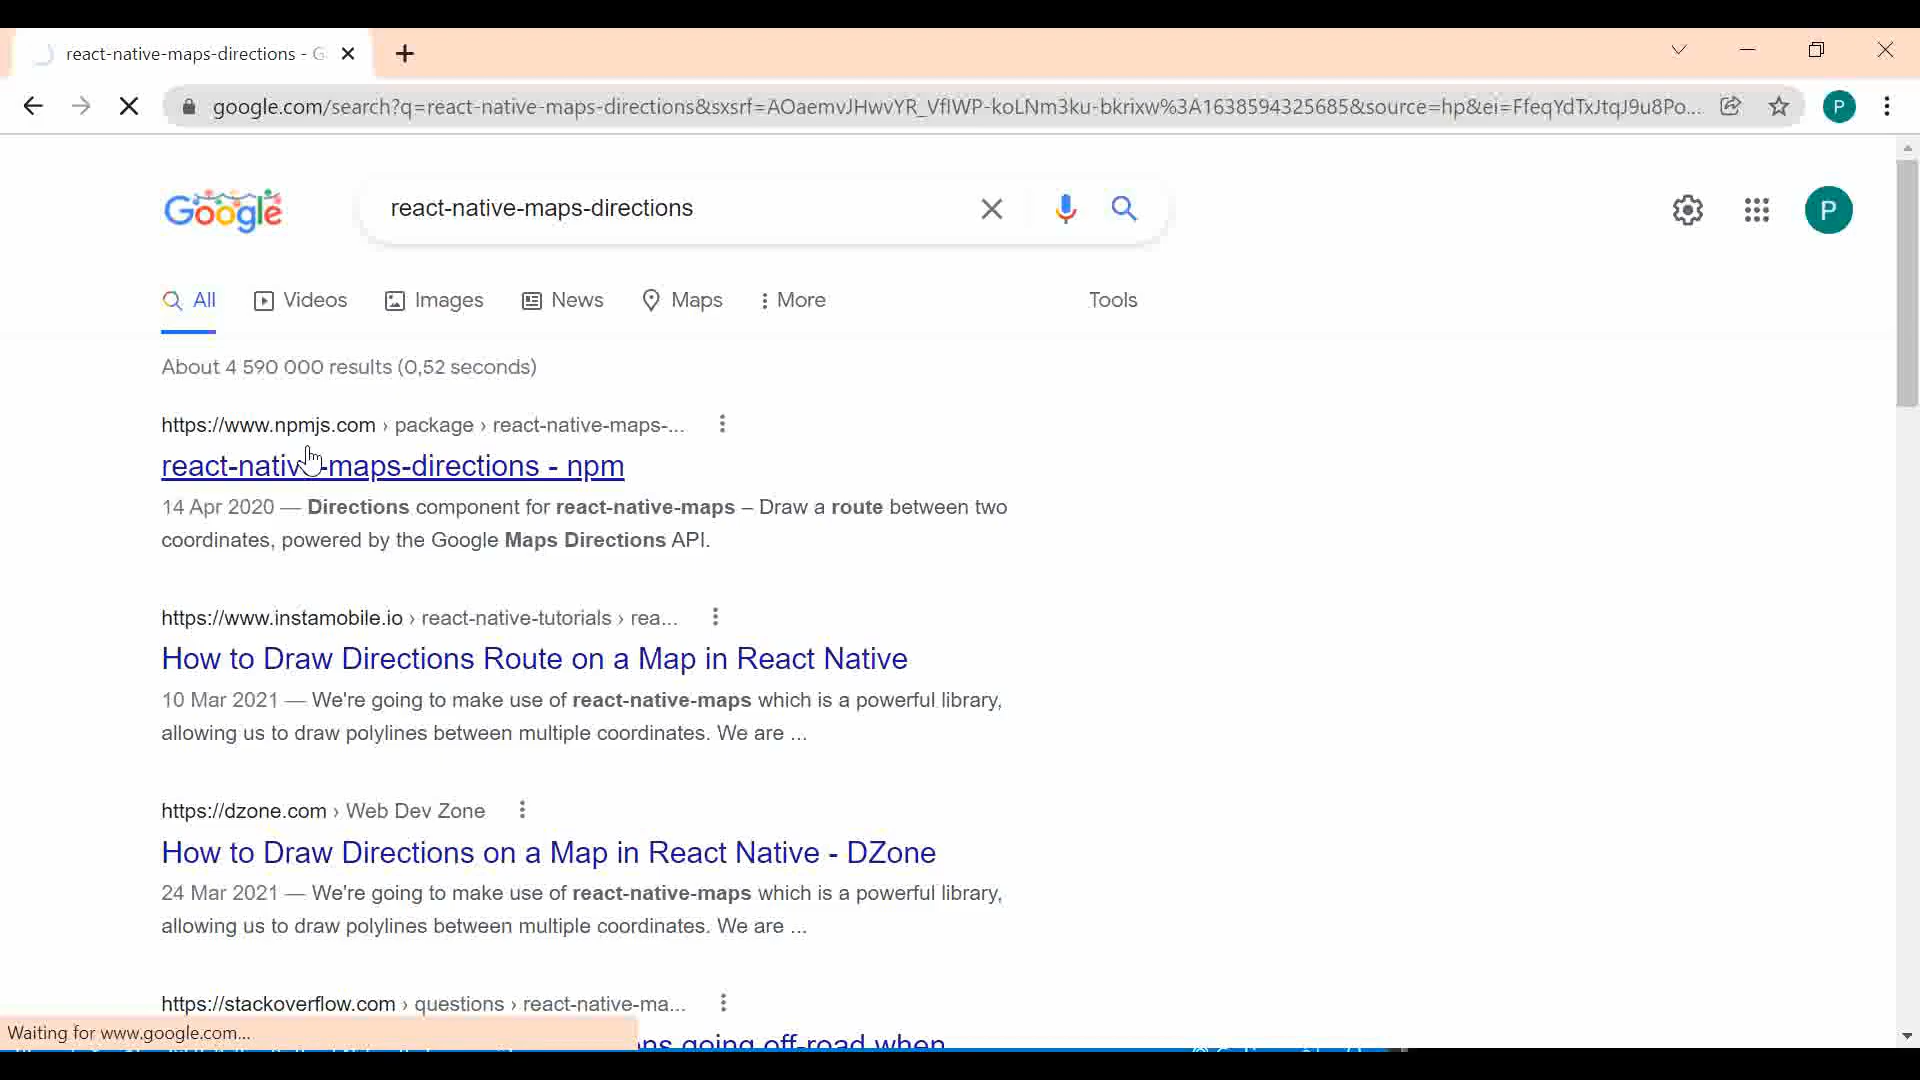 react-native-maps-directions - G
google.com/search?q=react-native-maps-directions&sxsrf=AOaemvJHwvYR_VflWP-koLNm3ku-bkrixw%3A1638594325685&source=hp&ei=FfeqYdTxJtqJ9u8Po...
P
Google
react-native-maps-directions
P
All
Videos
Images
News
Maps
More
Tools
About 4 590 000 results (0,52 seconds)
https://www.npmjs.com › package › react-native-maps-...
react-native-maps-directions - npm
14 Apr 2020 — Directions component for react-native-maps – Draw a route between two
coordinates, powered by the Google Maps Directions API.
https://www.instamobile.io › react-native-tutorials › rea...
How to Draw Directions Route on a Map in React Native
10 Mar 2021 — We're going to make use of react-native-maps which is a powerful library,
allowing us to draw polylines between multiple coordinates. We are ...
https://dzone.com › Web Dev Zone
How to Draw Directions on a Map in React Native - DZone
24 Mar 2021 — We're going to make use of react-native-maps which is a powerful library,
allowing us to draw polylines between multiple coordinates. We are ...
https://stackoverflow.com › questions › react-native-ma...
going off-road when
Waiting for www.google.com...